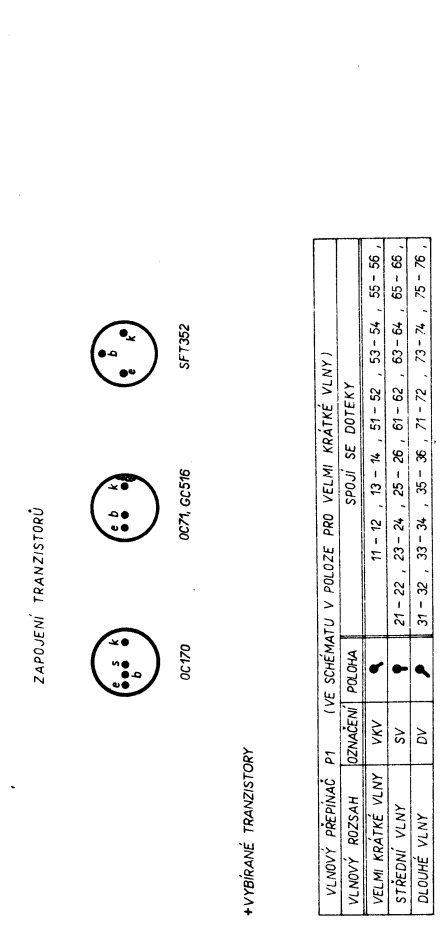 ZAPOJENÍ TRANZISTORŮ
e s k
b
OC170
e b k
OC71, GC516
b
e k
SFT352
+VYBÍRANÉ TRANZISTORY
VLNOVÝ PŘEPÍNAČ P1 (VE SCHÉMATU V POLOZE PRO VELMI KRÁTKÉ VLNY)
VLNOVÝ ROZSAH OZNAČENÍ POLOHA SPOJÍ SE DOTEKY
VELMI KRÁTKÉ VLNY VKV 11 - 12 , 13 - 14 , 51 - 52 , 53 - 54 , 55 - 56 ,
STŘEDNÍ VLNY SV 21 - 22 , 23 - 24 , 25 - 26 , 61 - 62 , 63 - 64 , 65 - 66 ,
DLOUHÉ VLNY DV 31 - 32 , 33 - 34 , 35 - 36 , 71 - 72 , 73 - 74 , 75 - 76 ,